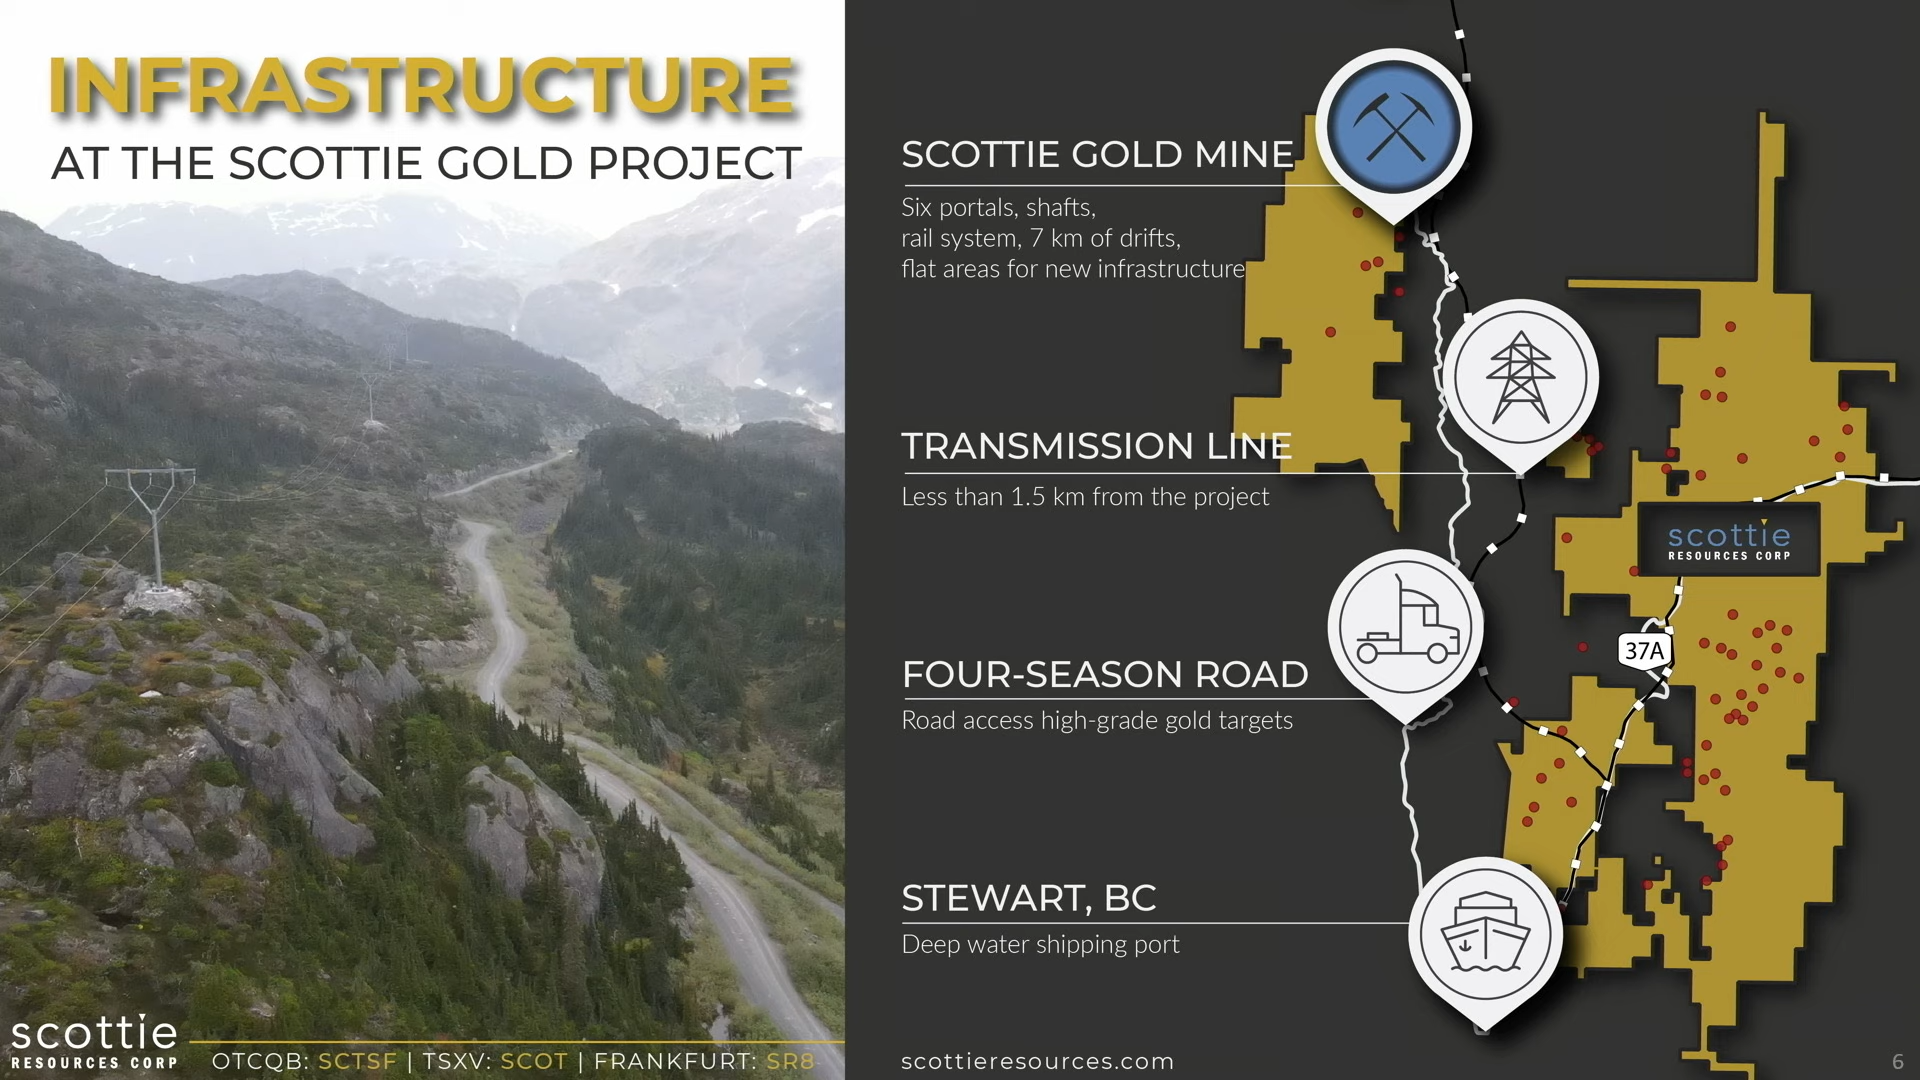 INFRASTRUCTURE
AT THE SCOTTIE GOLD PROJECT
SCOTTIE GOLD MINE
Six portals, shafts,
rail system, 7 km of drifts,
flat areas for new infrastructure
TRANSMISSION LINE
Less than 1.5 km from the project
scottie
RESOURCES CORP
37A
FOUR-SEASON ROAD
Road access high-grade gold targets
STEWART, BC
Deep water shipping port
scottie
RESOURCES CORP
OTCQB: SCTSF | TSXV: SCOT | FRANKFURT: SR8
scottieresources.com
6